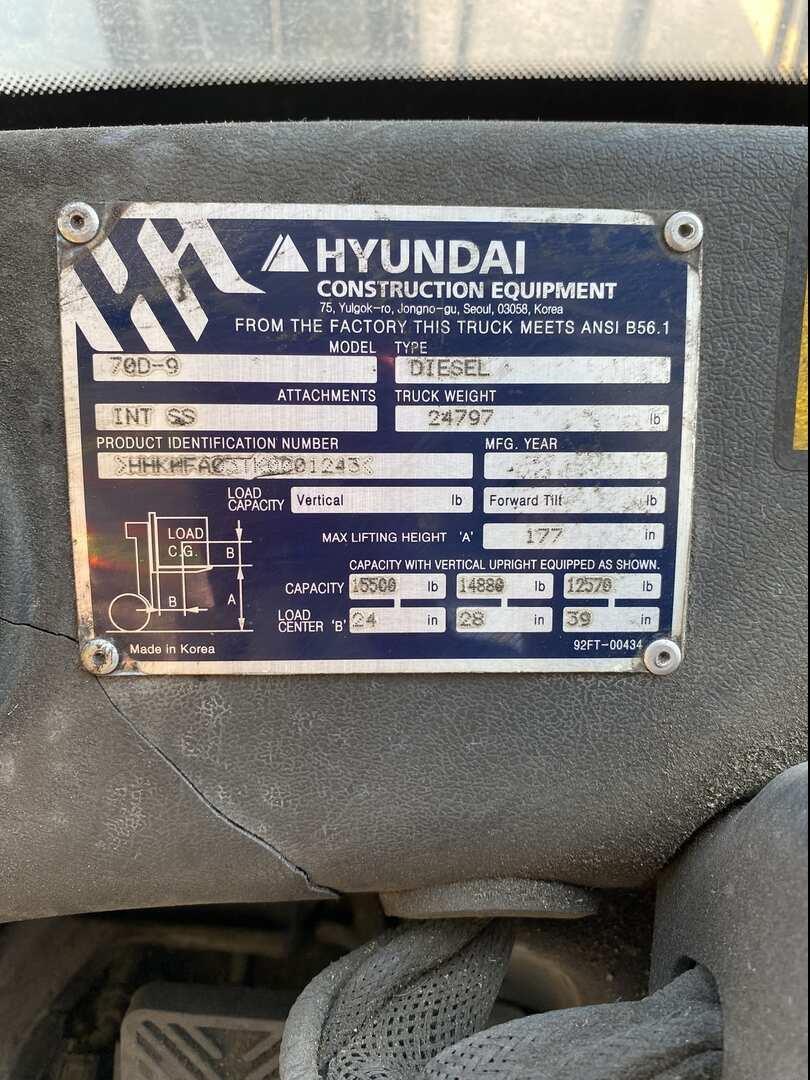 HYUNDAI
CONSTRUCTION EQUIPMENT
75, Yulgok-ro, Jongno-gu, Seoul, 03058, Korea
FROM THE FACTORY THIS TRUCK MEETS ANSI B56.1
MODEL TYPE
70D-9 DIESEL
ATTACHMENTS TRUCK WEIGHT
INT SS 24797 lb
PRODUCT IDENTIFICATION NUMBER MFG. YEAR
LOAD CAPACITY Vertical lb Forward Tilt lb
MAX LIFTING HEIGHT 'A' 177 in
LOAD
C.G.
B
B
A
CAPACITY WITH VERTICAL UPRIGHT EQUIPPED AS SHOWN.
CAPACITY 15500 lb 14880 lb 12570 lb
LOAD CENTER 'B' 24 in 28 in 39 in
Made in Korea 92FT-00434